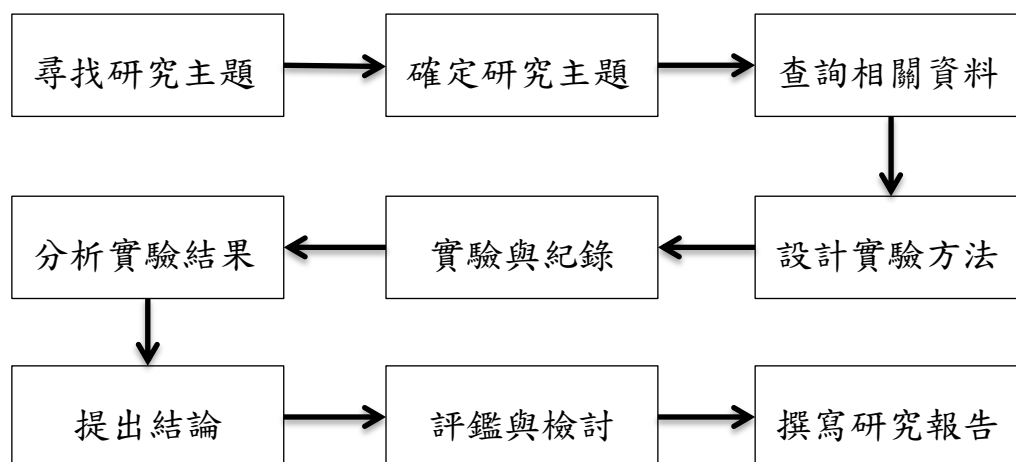 尋找研究主題
確定研究主題
查詢相關資料
設計實驗方法
實驗與紀錄
分析實驗結果
提出結論
評鑑與檢討
撰寫研究報告